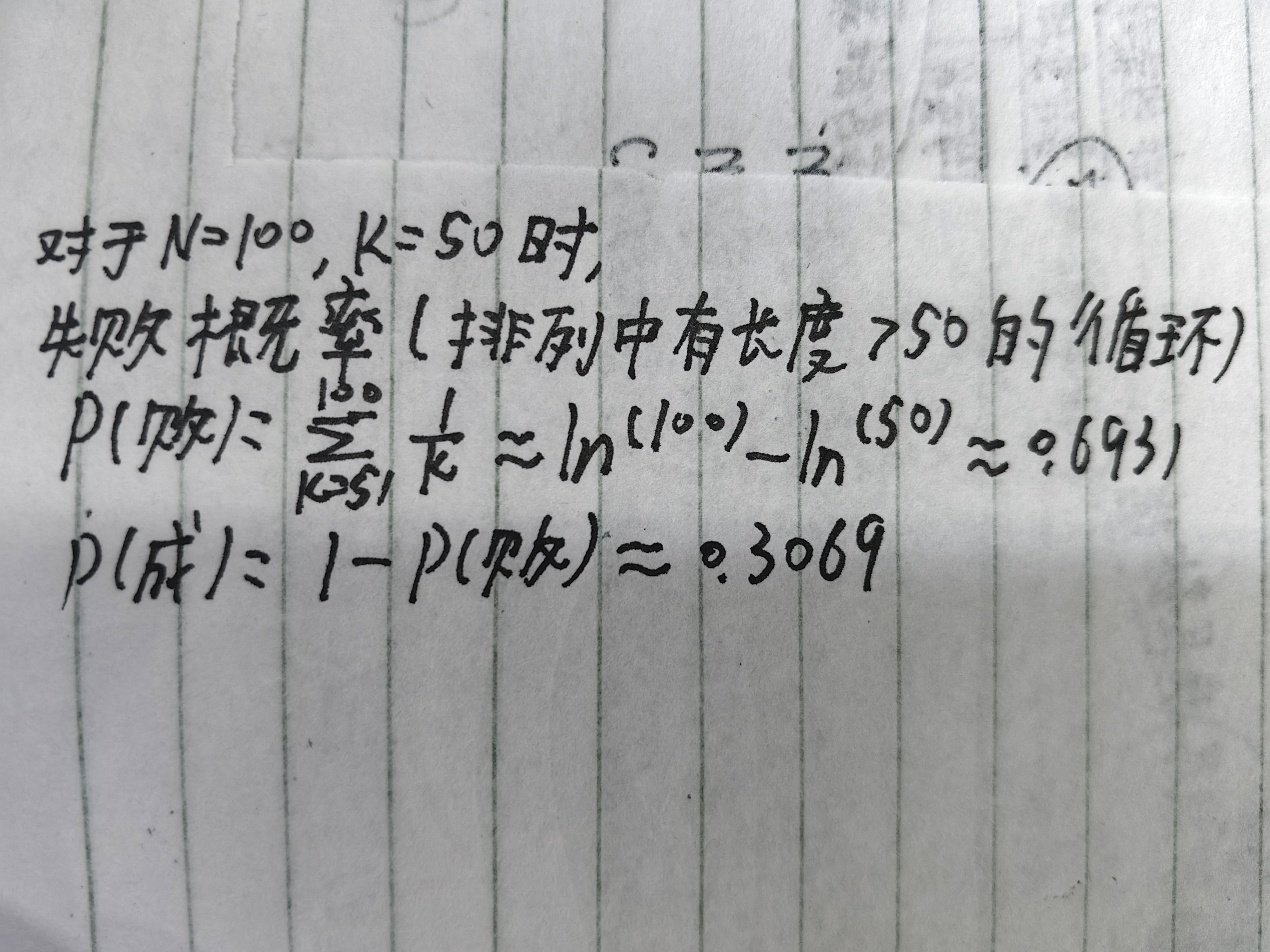 对于N=100, K=50时,
失败概率(排列中有长度>50的循环)
P(败)= ∑_{K=51}^{100} 1/k ≈ ln(100) - ln(50) ≈ 0.6931
P(成)= 1 - P(败) ≈ 0.3069